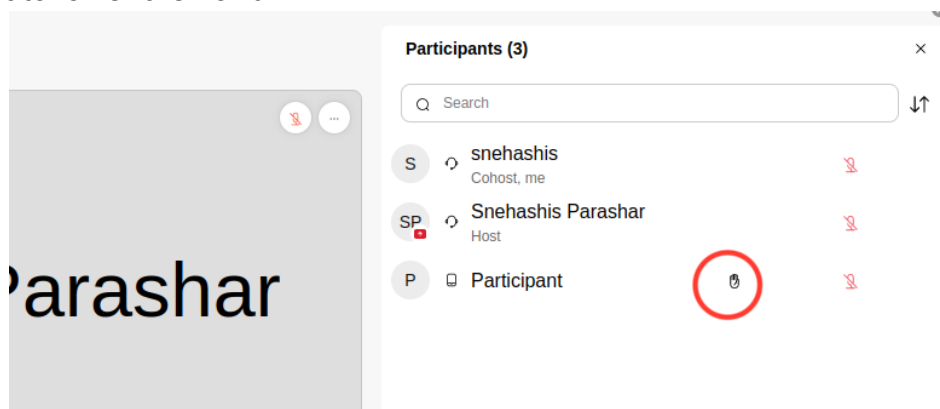 Participants (3)
Search
S snehashis
Cohost, me
SP Snehashis Parashar
Host
P Participant
Parashar